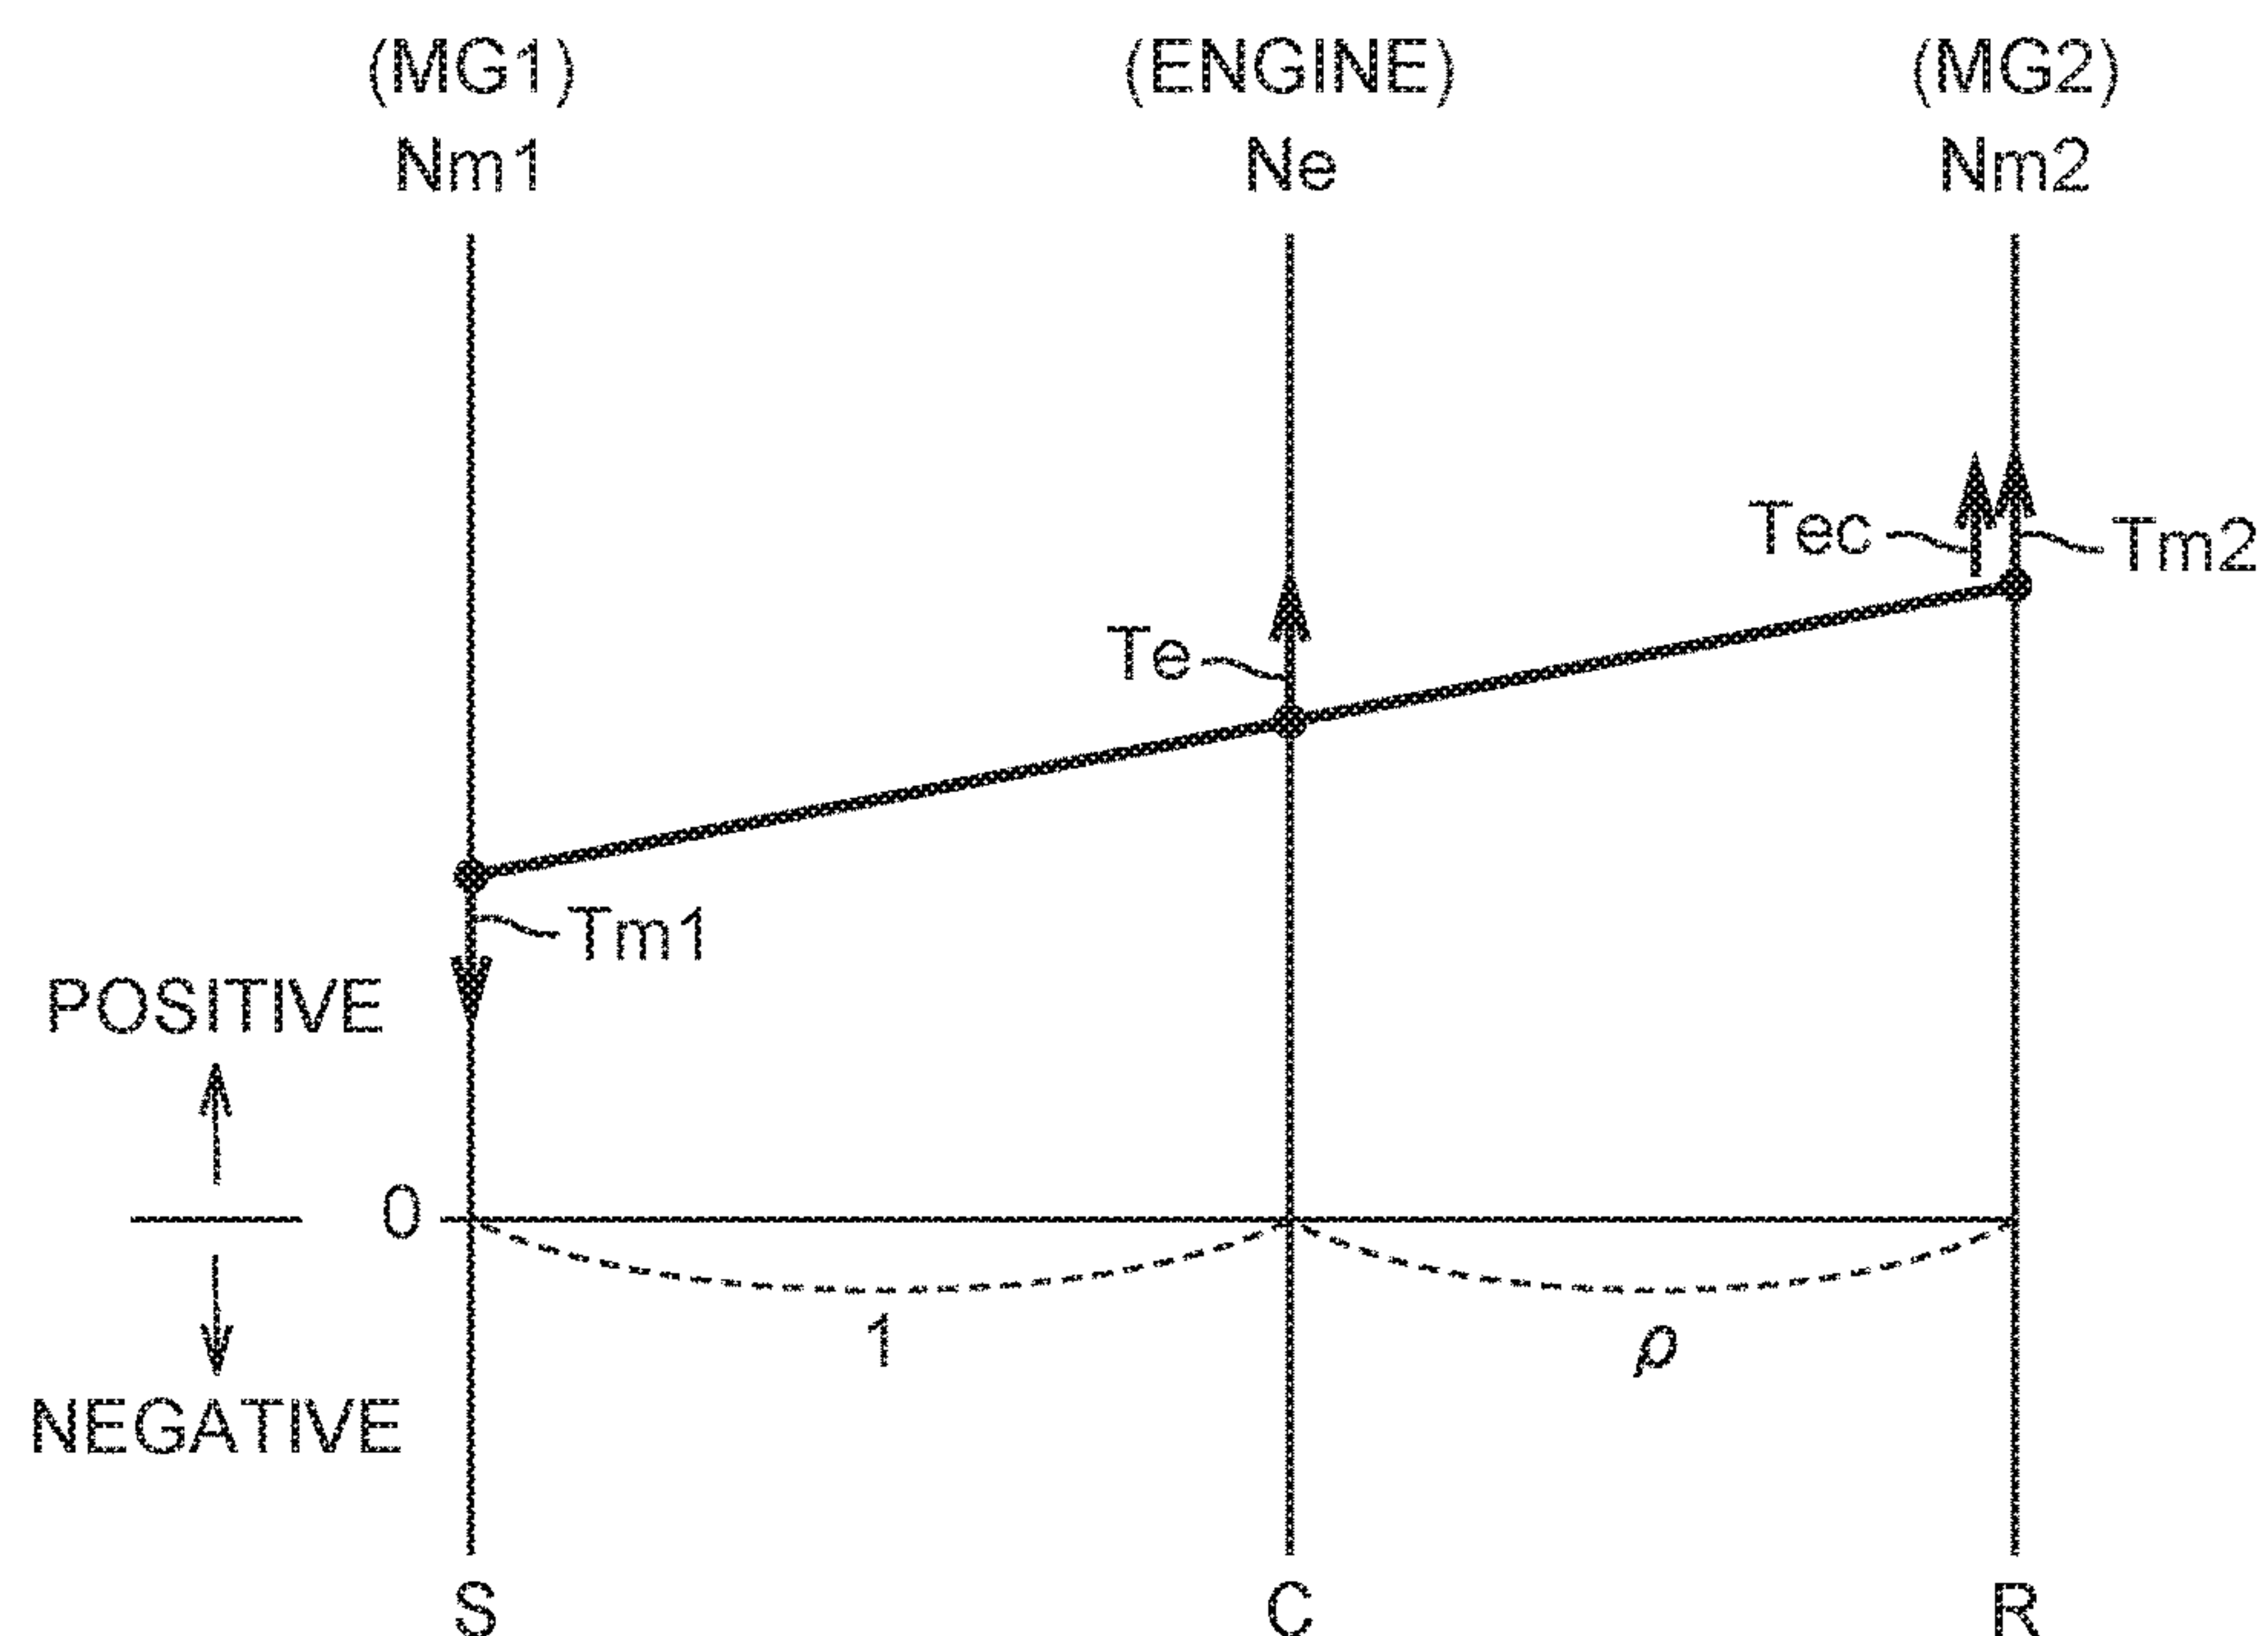 (MG1) (ENGINE) (MG2)
Nm1 Ne Nm2
Tec Tm2
Te
Tm1
POSITIVE
0
1 ρ
NEGATIVE
S C R